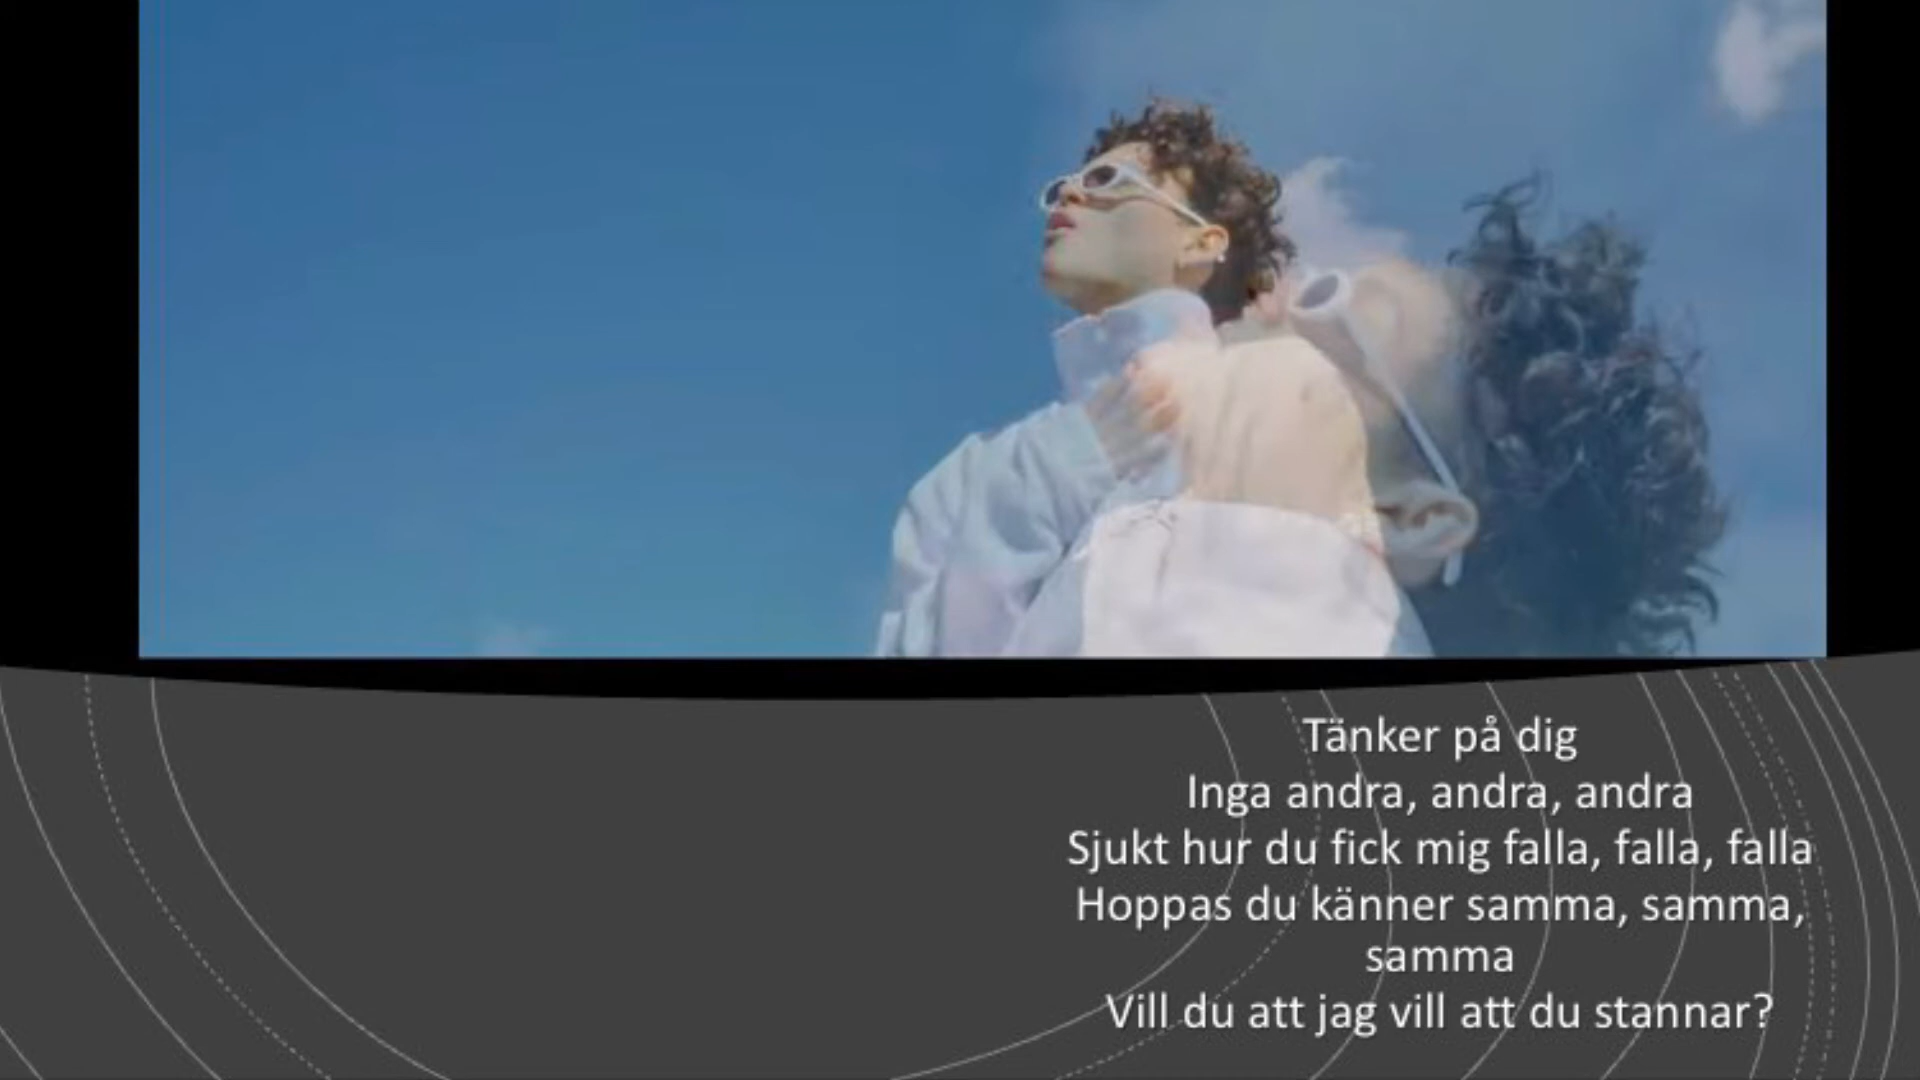 Tänker på dig
Inga andra, andra, andra
Sjukt hur du fick mig falla, falla, falla
Hoppas du känner samma, samma,
samma
Vill du att jag vill att du stannar?